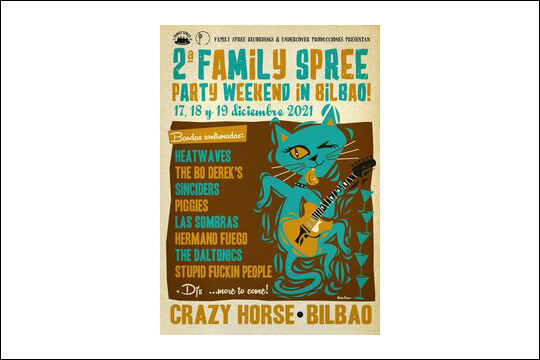 FAMILY SPREE RECORDINGS & UNDERCOVER PRODUCCIONES PRESENTAN:
2ª FAMILY SPREE
PARTY WEEKEND IN BILBAO!
17, 18 y 19 diciembre 2021
Bandas confirmadas:
HEATWAVES
THE BO DEREK'S
SINCIDERS
PIGGIES
LAS SOMBRAS
HERMANO FUEGO
THE DALTONICS
STUPID FUCKIN PEOPLE
+ Djs ...more to come!
CRAZY HORSE • BILBAO